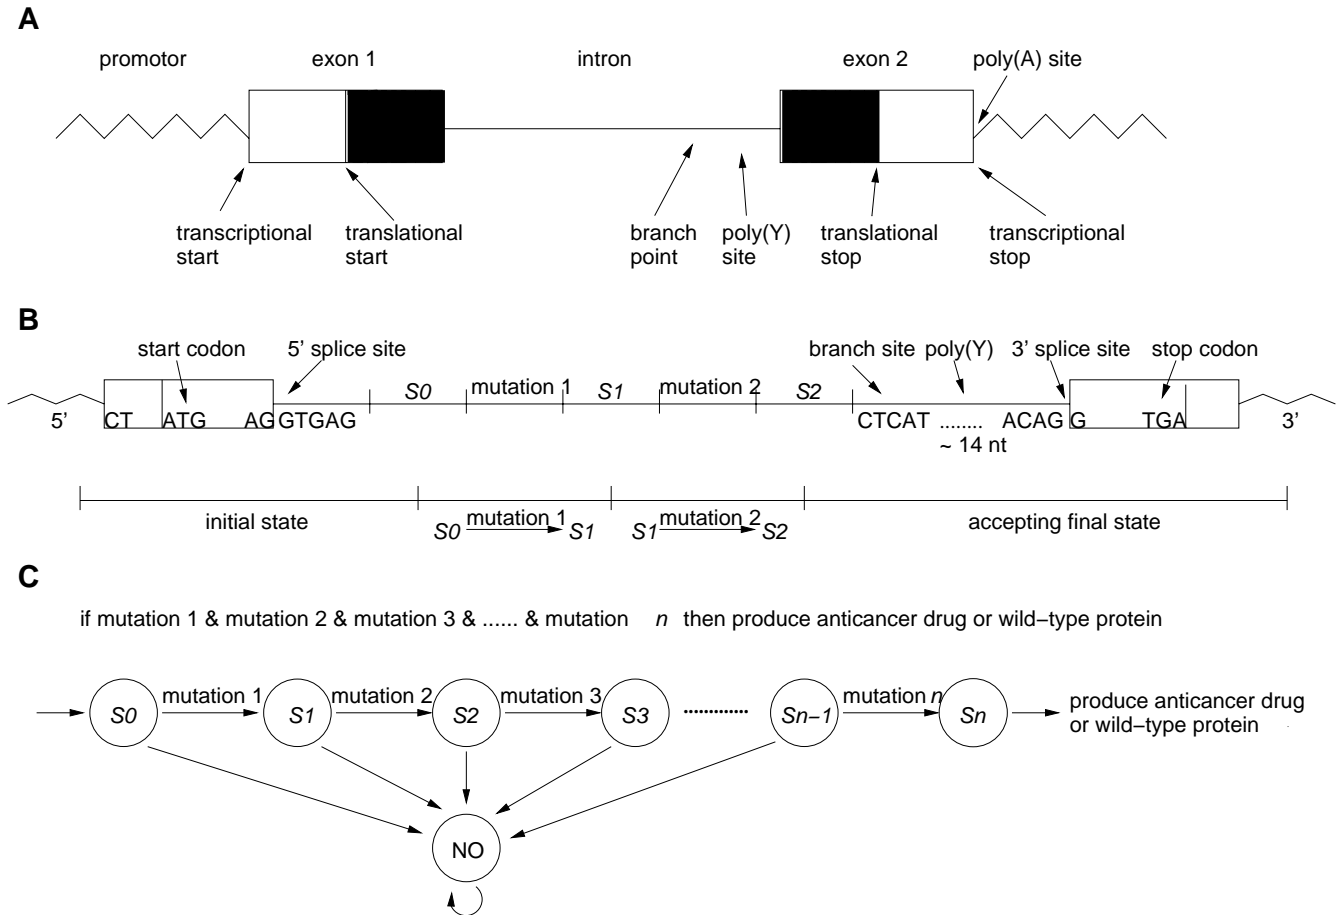 A
promotor exon 1 intron exon 2 poly(A) site
transcriptional start
translational start
branch point
poly(Y) site
translational stop
transcriptional stop
B
start codon 5’ splice site branch site poly(Y) 3’ splice site stop codon
S0 mutation 1 S1 mutation 2 S2
5’ CT ATG AG GTGAG CTCAT ........ ACAG G TGA 3’
~ 14 nt
initial state S0 mutation 1 S1 S1 mutation 2 S2 accepting final state
C
if mutation 1 & mutation 2 & mutation 3 & ...... & mutation n then produce anticancer drug or wild−type protein
S0 mutation 1 S1 mutation 2 S2 mutation 3 S3 ............. Sn−1 mutation n Sn produce anticancer drug
or wild−type protein
NO